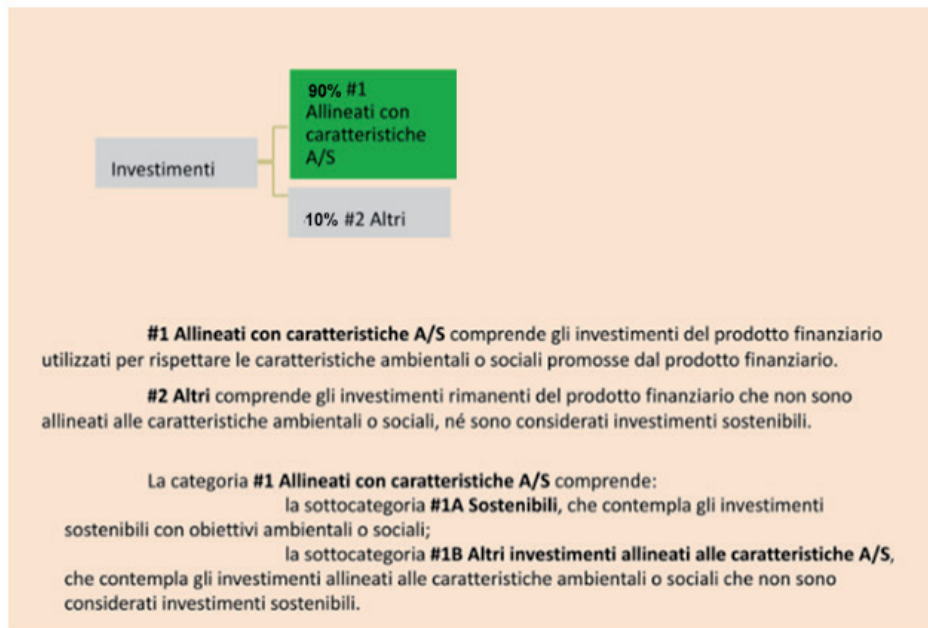 90% #1
Allineati con
caratteristiche
A/S
Investimenti
10% #2 Altri
#1 Allineati con caratteristiche A/S comprende gli investimenti del prodotto finanziario
utilizzati per rispettare le caratteristiche ambientali o sociali promosse dal prodotto finanziario.
#2 Altri comprende gli investimenti rimanenti del prodotto finanziario che non sono
allineati alle caratteristiche ambientali o sociali, né sono considerati investimenti sostenibili.
La categoria #1 Allineati con caratteristiche A/S comprende:
la sottocategoria #1A Sostenibili, che contempla gli investimenti
sostenibili con obiettivi ambientali o sociali;
la sottocategoria #1B Altri investimenti allineati alle caratteristiche A/S,
che contempla gli investimenti allineati alle caratteristiche ambientali o sociali che non sono
considerati investimenti sostenibili.